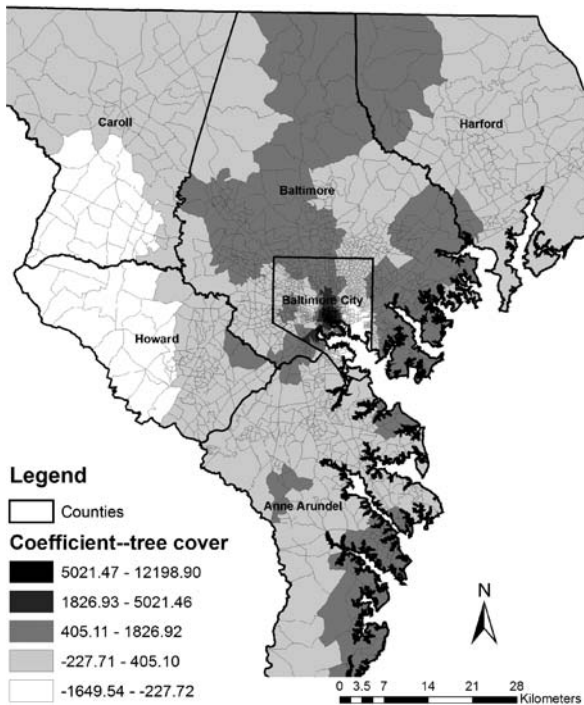 Caroll
Harford
Baltimore
Baltimore City
Howard
Anne Arundel
Legend
Counties
Coefficient--tree cover
5021.47 - 12198.90
1826.93 - 5021.46
405.11 - 1826.92
-227.71 - 405.10
-1649.54 - -227.72
N
0 3.5 7 14 21 28
Kilometers